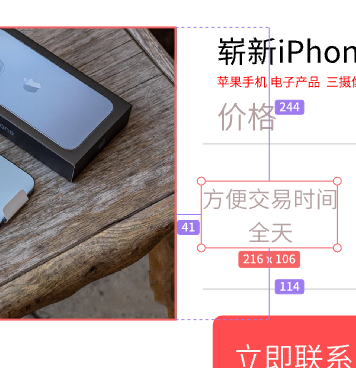 崭新iPhon
苹果手机 电子产品 三摄
价格
244
方便交易时间
41
全天
216 x 106
114
立即联系